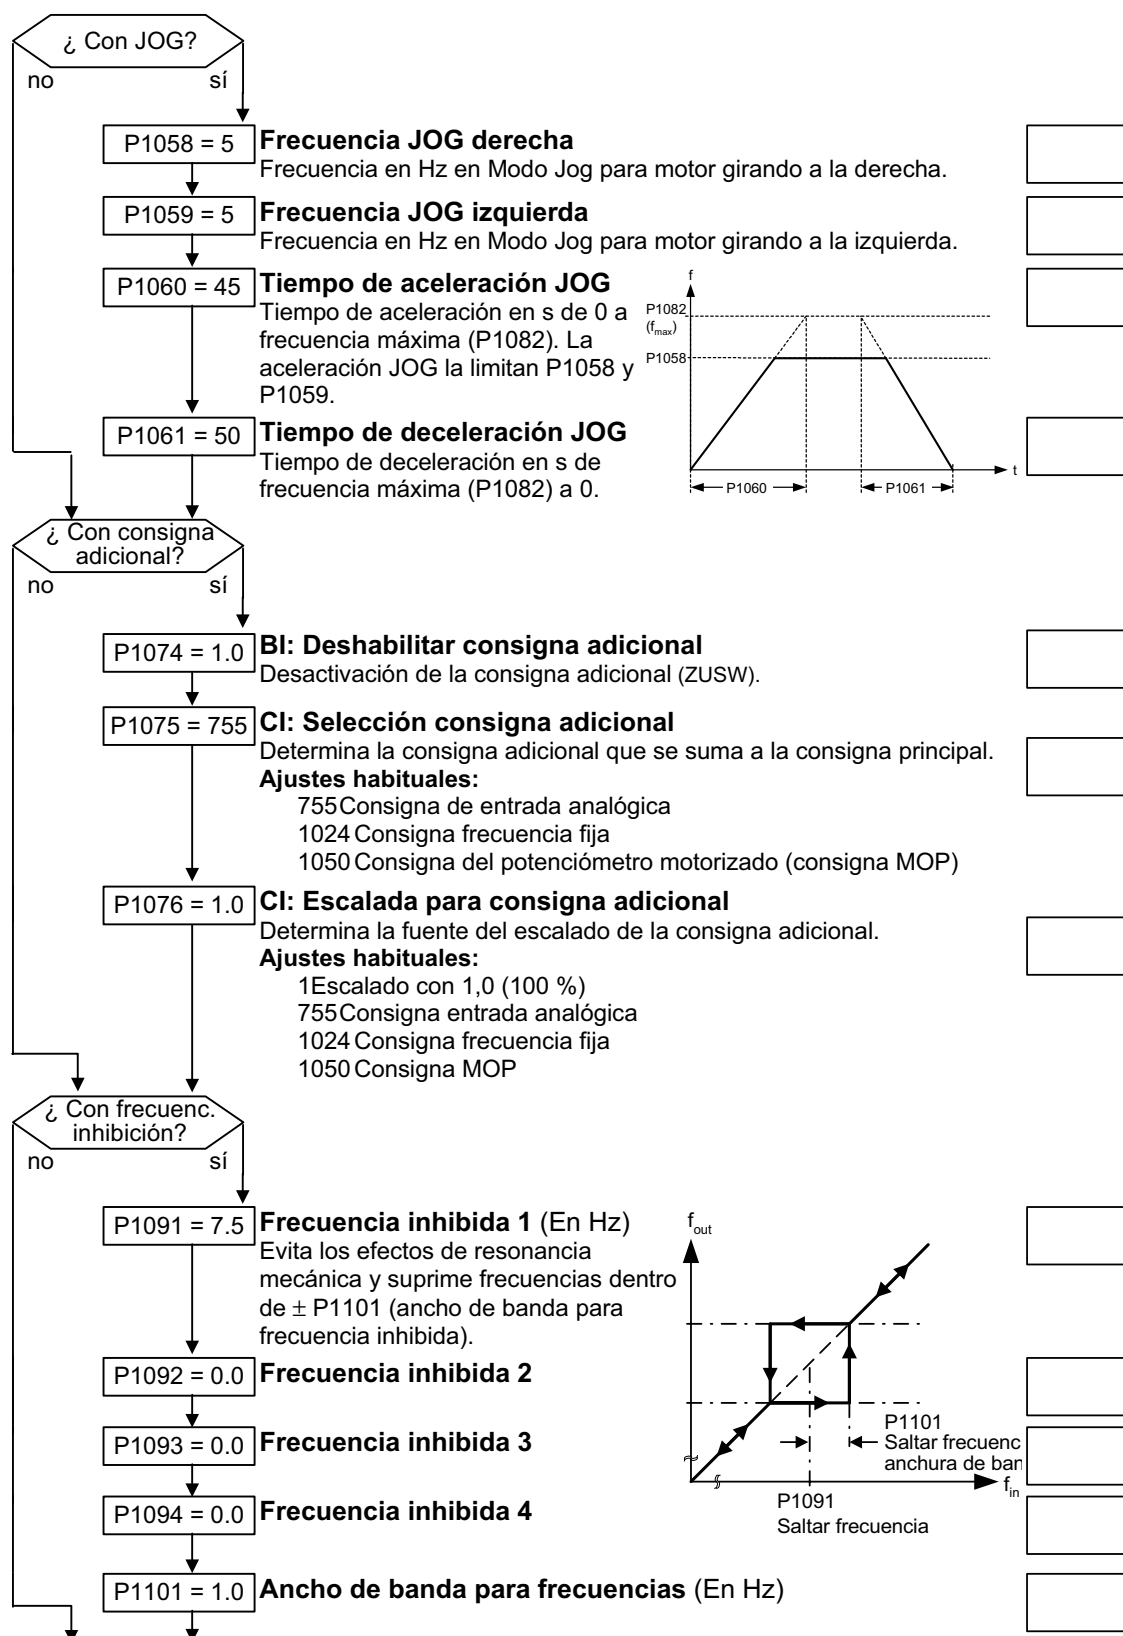 ¿ Con JOG?
no
sí
P1058 = 5
Frecuencia JOG derecha
Frecuencia en Hz en Modo Jog para motor girando a la derecha.
P1059 = 5
Frecuencia JOG izquierda
Frecuencia en Hz en Modo Jog para motor girando a la izquierda.
P1060 = 45
Tiempo de aceleración JOG
Tiempo de aceleración en s de 0 a
frecuencia máxima (P1082). La
aceleración JOG la limitan P1058 y
P1059.
f
P1082
(fmax)
P1058
t
P1060
P1061
P1061 = 50
Tiempo de deceleración JOG
Tiempo de deceleración en s de
frecuencia máxima (P1082) a 0.
¿ Con consigna
adicional?
no
sí
P1074 = 1.0
BI: Deshabilitar consigna adicional
Desactivación de la consigna adicional (ZUSW).
P1075 = 755
CI: Selección consigna adicional
Determina la consigna adicional que se suma a la consigna principal.
Ajustes habituales:
755 Consigna de entrada analógica
1024 Consigna frecuencia fija
1050 Consigna del potenciómetro motorizado (consigna MOP)
P1076 = 1.0
CI: Escalada para consigna adicional
Determina la fuente del escalado de la consigna adicional.
Ajustes habituales:
1Escalado con 1,0 (100 %)
755 Consigna entrada analógica
1024 Consigna frecuencia fija
1050 Consigna MOP
¿ Con frecuenc.
inhibición?
no
sí
P1091 = 7.5
Frecuencia inhibida 1 (En Hz)
Evita los efectos de resonancia
mecánica y suprime frecuencias dentro
de ± P1101 (ancho de banda para
frecuencia inhibida).
fout
P1101
Saltar frecuenc
anchura de ban
fin
P1091
Saltar frecuencia
P1092 = 0.0
Frecuencia inhibida 2
P1093 = 0.0
Frecuencia inhibida 3
P1094 = 0.0
Frecuencia inhibida 4
P1101 = 1.0
Ancho de banda para frecuencias (En Hz)